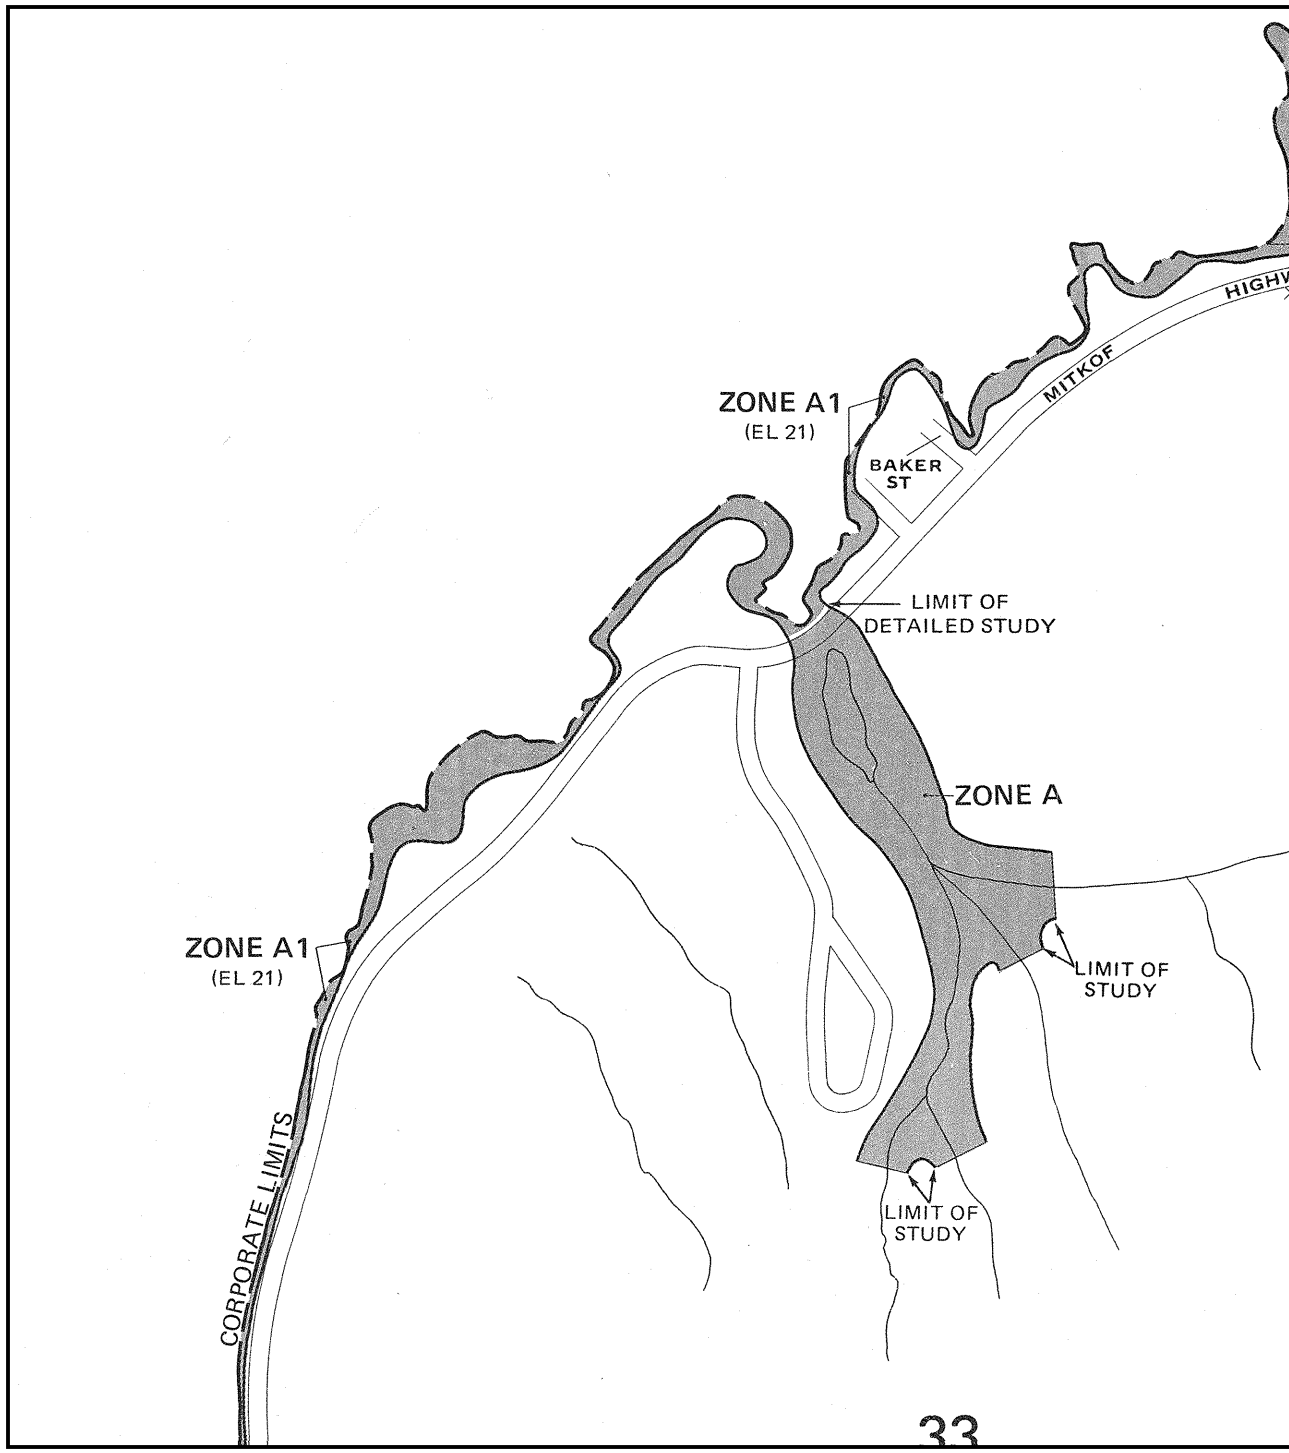 HIGHW
MITKOF
ZONE A1
(EL 21)
BAKER
ST
LIMIT OF
DETAILED STUDY
ZONE A
ZONE A1
(EL 21)
LIMIT OF
STUDY
CORPORATE LIMITS
LIMIT OF
STUDY
33